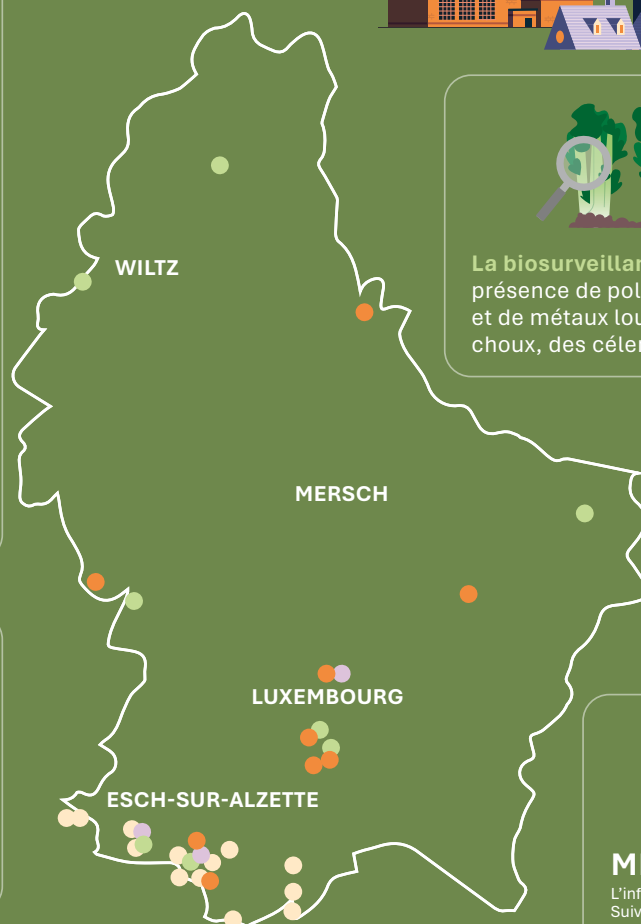 WILTZ
La biosurveillan
présence de pol
et de métaux lou
choux, des céler
MERSCH
LUXEMBOURG
ESCH-SUR-ALZETTE
L'inf
Suiv